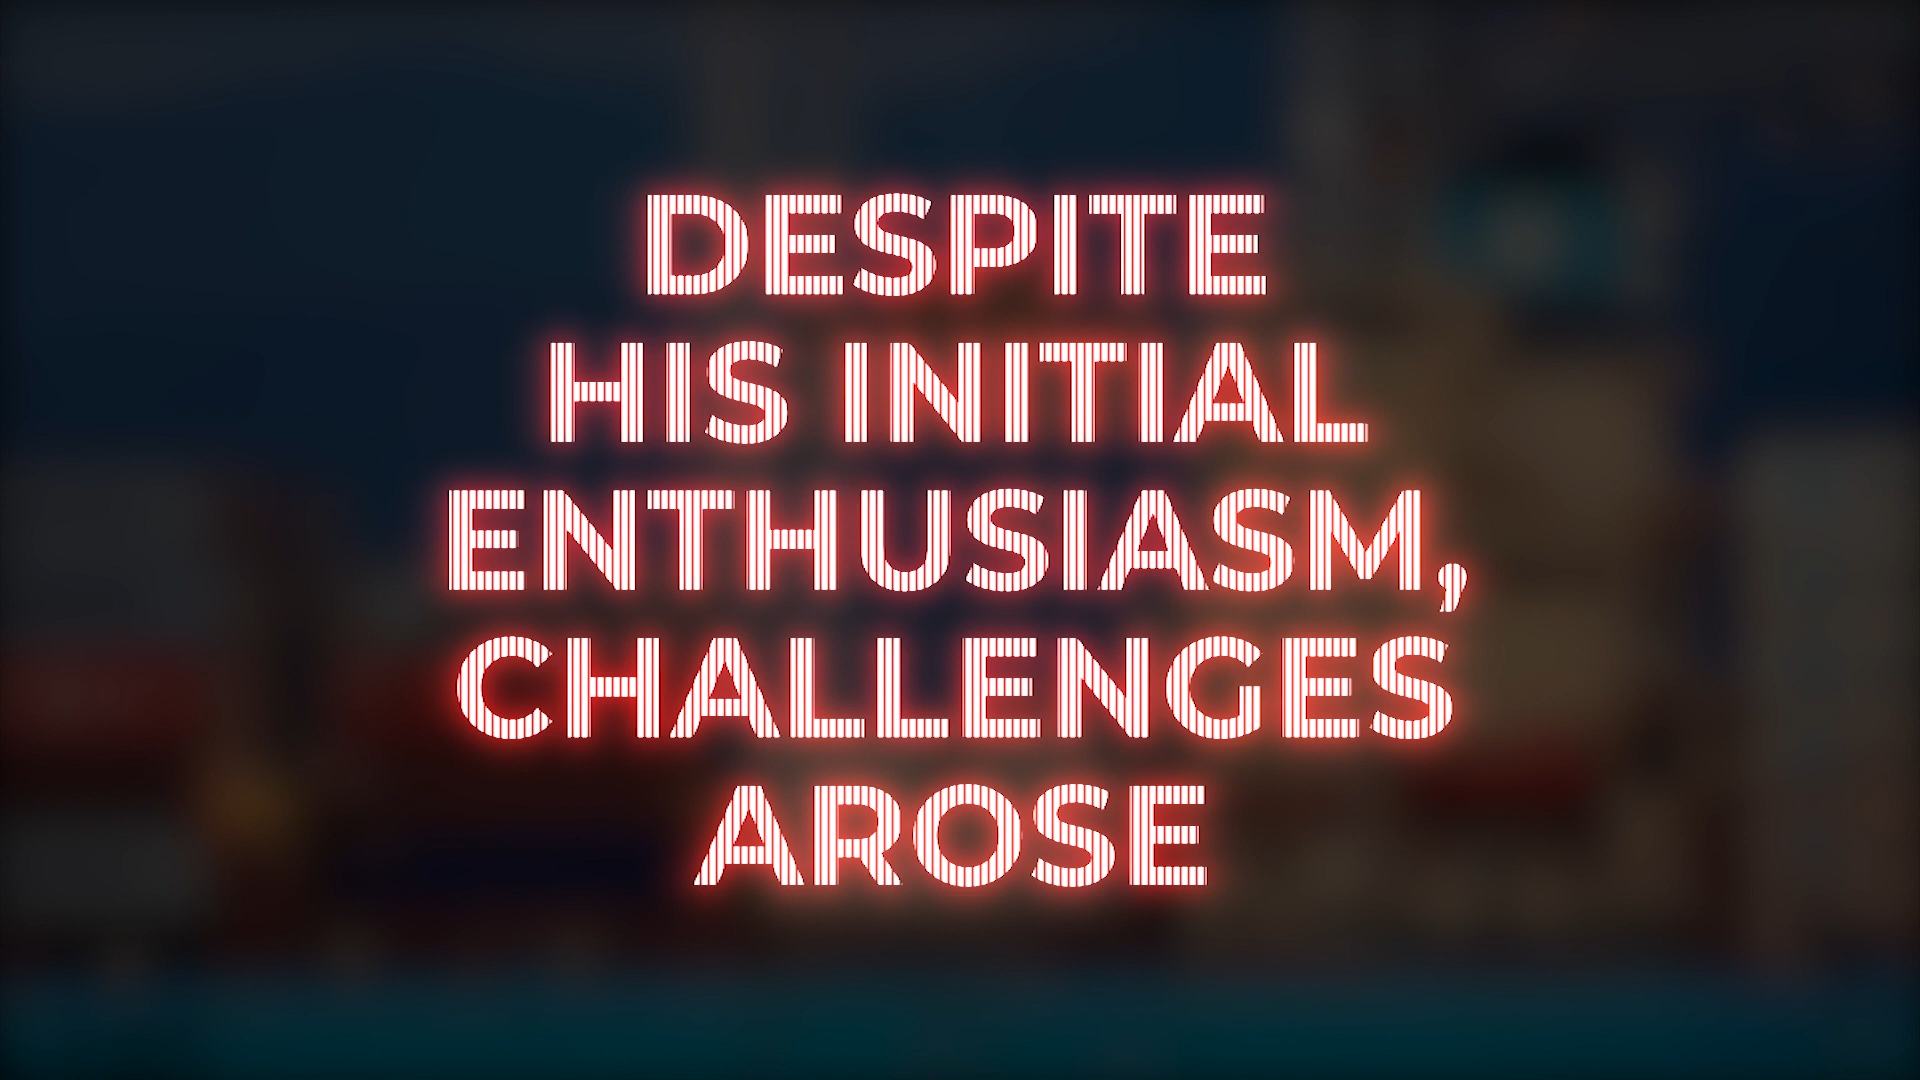 DESPITE
HIS INITIAL
ENTHUSIASM,
CHALLENGES
AROSE